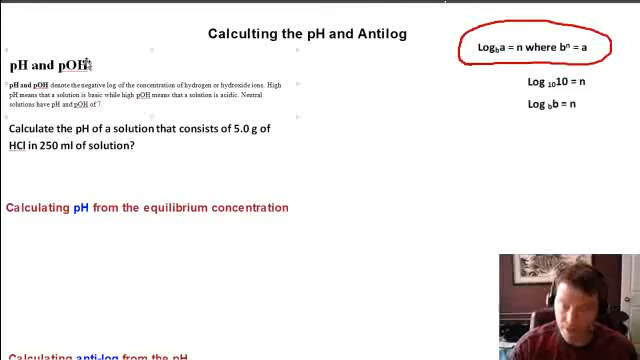 Calculting the pH and Antilog
Log b a = n where bⁿ = a
pH and pOH
Log 10 10 = n
pH and pOH denote the negative log of the concentration of hydrogen or hydroxide ions. High
pH means that a solution is basic while high pOH means that a solution is acidic. Neutral
solutions have pH and pOH of 7.
Log b b = n
Calculate the pH of a solution that consists of 5.0 g of
HCl in 250 ml of solution?
Calculating pH from the equilibrium concentration
Calculating anti-log from the pH